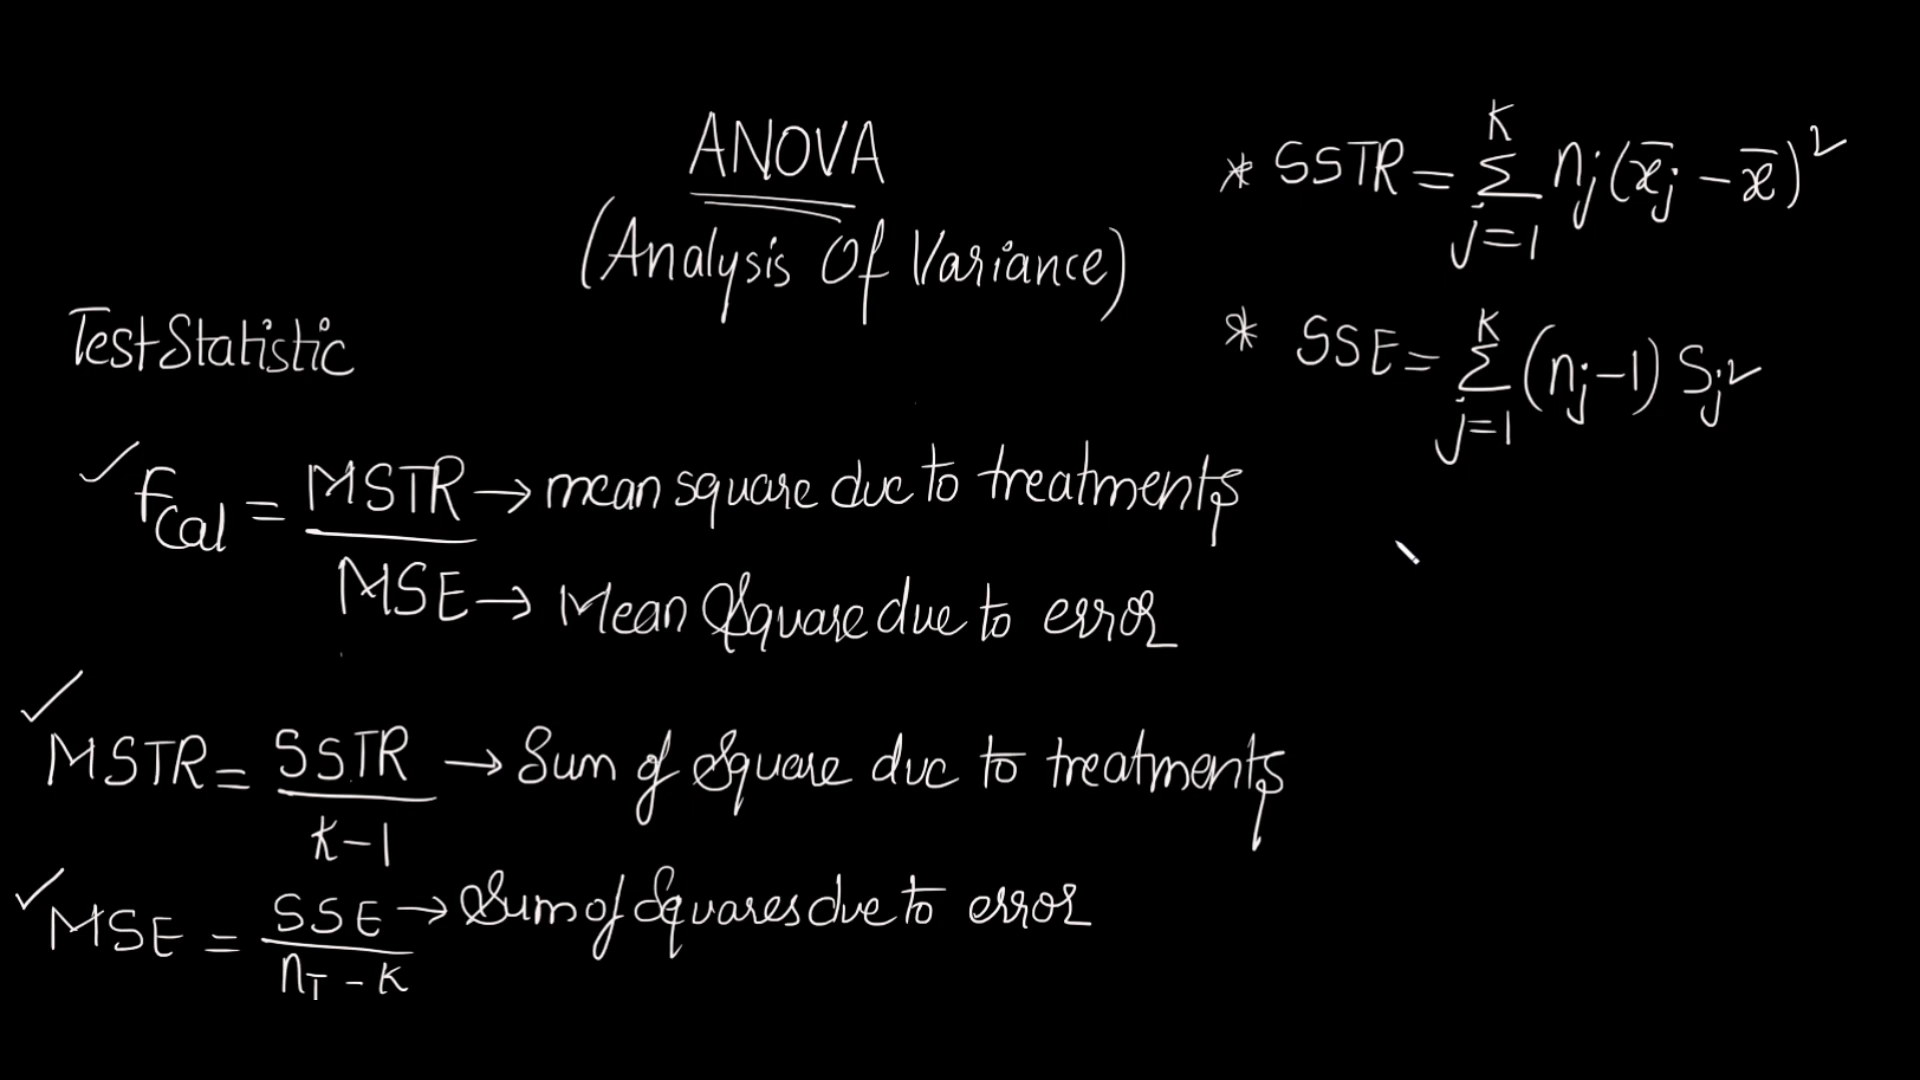 ANOVA
(Analysis Of Variance)
Test Statistic
✓ Fcal = MSTR → mean square due to treatments
MSE → Mean Square due to error
✓ MSTR = SSTR → Sum of Square due to treatments
K-1
✓ MSE = SSE → Sum of Squares due to error
nT - K
* SSTR = K Σ j=1 nj (x̄j - x̄)²
* SSE = K Σ j=1 (nj-1) Sj²